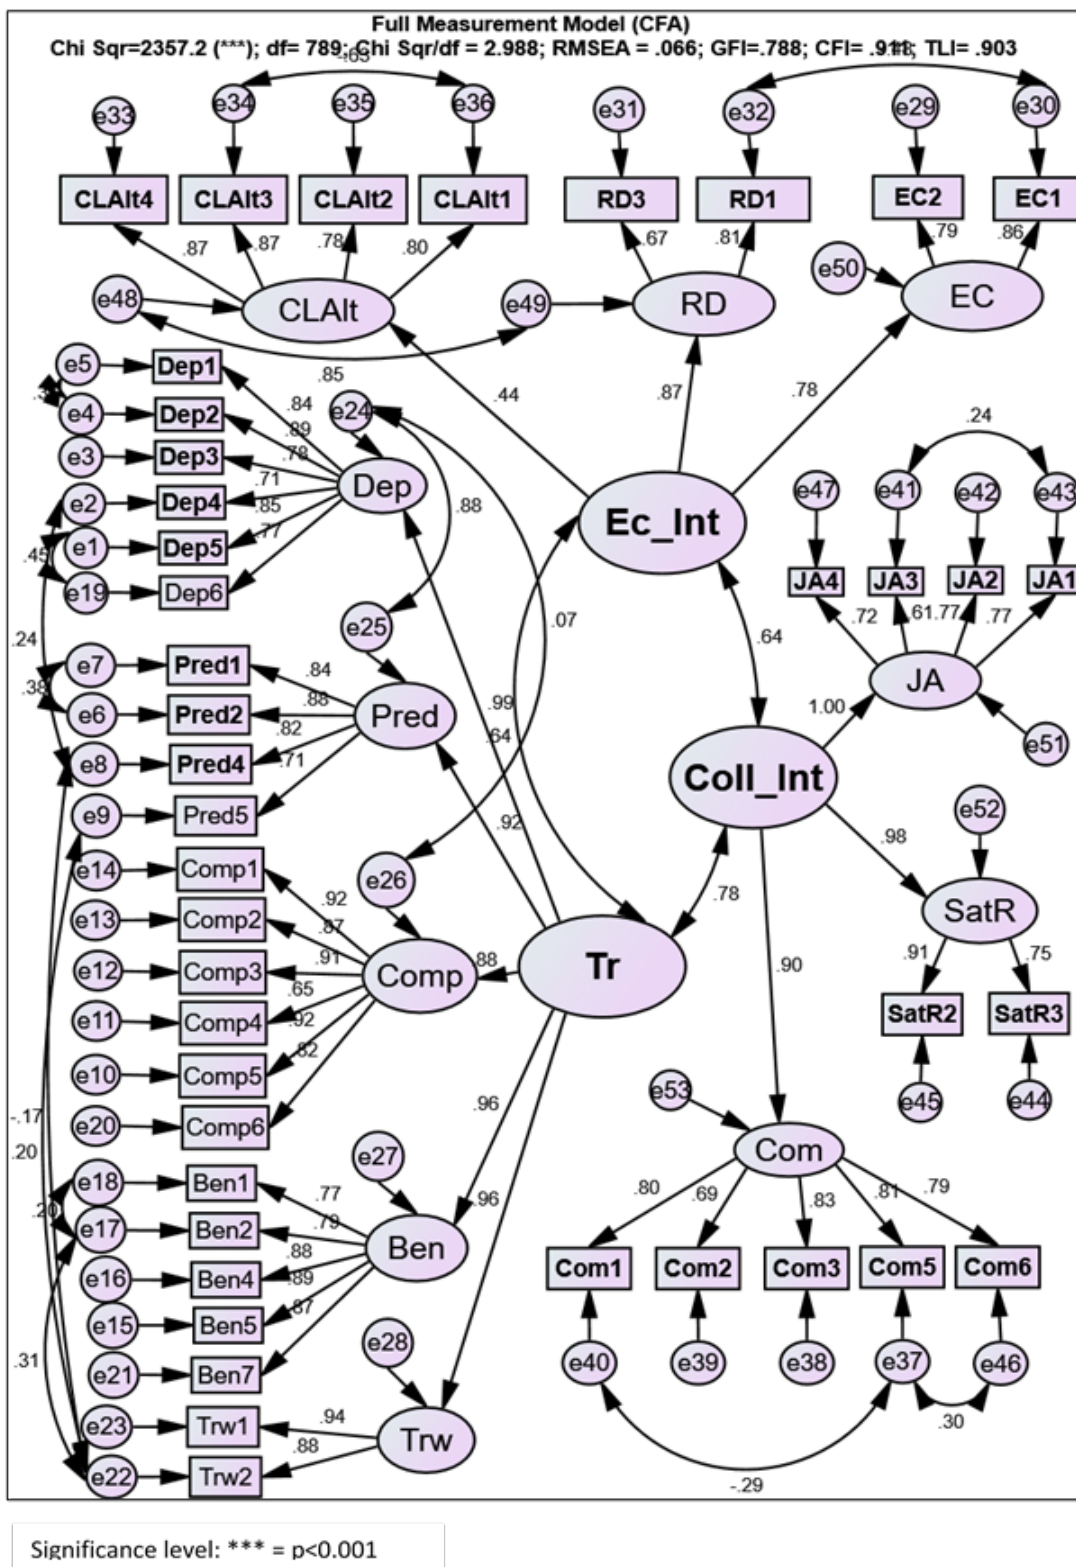 Full Measurement Model (CFA)
Chi Sqr=2357.2 (***); df= 789; Chi Sqr/df = 2.988; RMSEA = .066; GFI=.788; CFI= .911; TLI= .903
e33 e34 e35 e36 e31 e32 e29 e30
CLAlt4 CLAlt3 CLAlt2 CLAlt1 RD3 RD1 EC2 EC1
.87 .87 .78 .80 .67 .81 .79 .86
e48 CLAlt e49 RD e50 EC
.85 .44 .87 .78
e5 Dep1 .84 e24
e4 Dep2 .89
e3 Dep3 .78
e2 Dep4 .71
e1 Dep5 .85
e19 Dep6 .77
Dep
.45
.88
.24
Ec_Int
e47 e41 e42 e43
JA4 JA3 JA2 JA1
.72 .61 .77 .77
JA
1.00
e51
.24
.38
e25
.07
.64
e7 Pred1 .84
e6 Pred2 .88
e8 Pred4 .82
e9 Pred5 .71
Pred
.99
.64
.92
Coll_Int
.98
e52
SatR
.91 .75
SatR2 SatR3
e45 e44
e14 Comp1 .92
e13 Comp2 .87
e12 Comp3 .91
e11 Comp4 .65
e10 Comp5 .92
e20 Comp6 .82
e26
Comp
.88
Tr
.78
.90
-.17
.20
.96
.96
e18 Ben1 .77
e17 Ben2 .79
e16 Ben4 .88
e15 Ben5 .89
e21 Ben7 .87
e27
Ben
.31
e23 Trw1 .94
e22 Trw2 .88
e28
Trw
e53
Com
.80 .69 .83 .81 .79
Com1 Com2 Com3 Com5 Com6
e40 e39 e38 e37 e46
.30
-.29
Significance level: *** = p<0.001